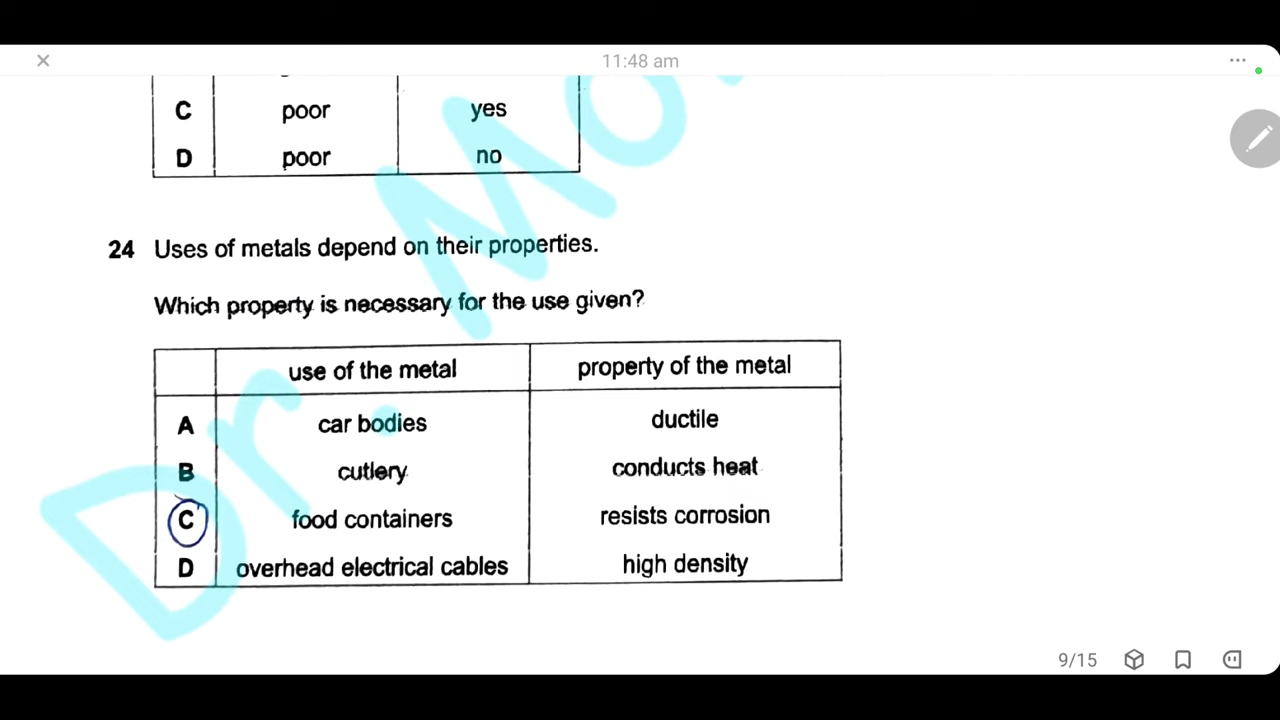 11:48 am
C poor yes
D poor no
Dr. Mo
24 Uses of metals depend on their properties.
Which property is necessary for the use given?
use of the metal property of the metal
A car bodies ductile
B cutlery conducts heat
C food containers resists corrosion
D overhead electrical cables high density
9/15